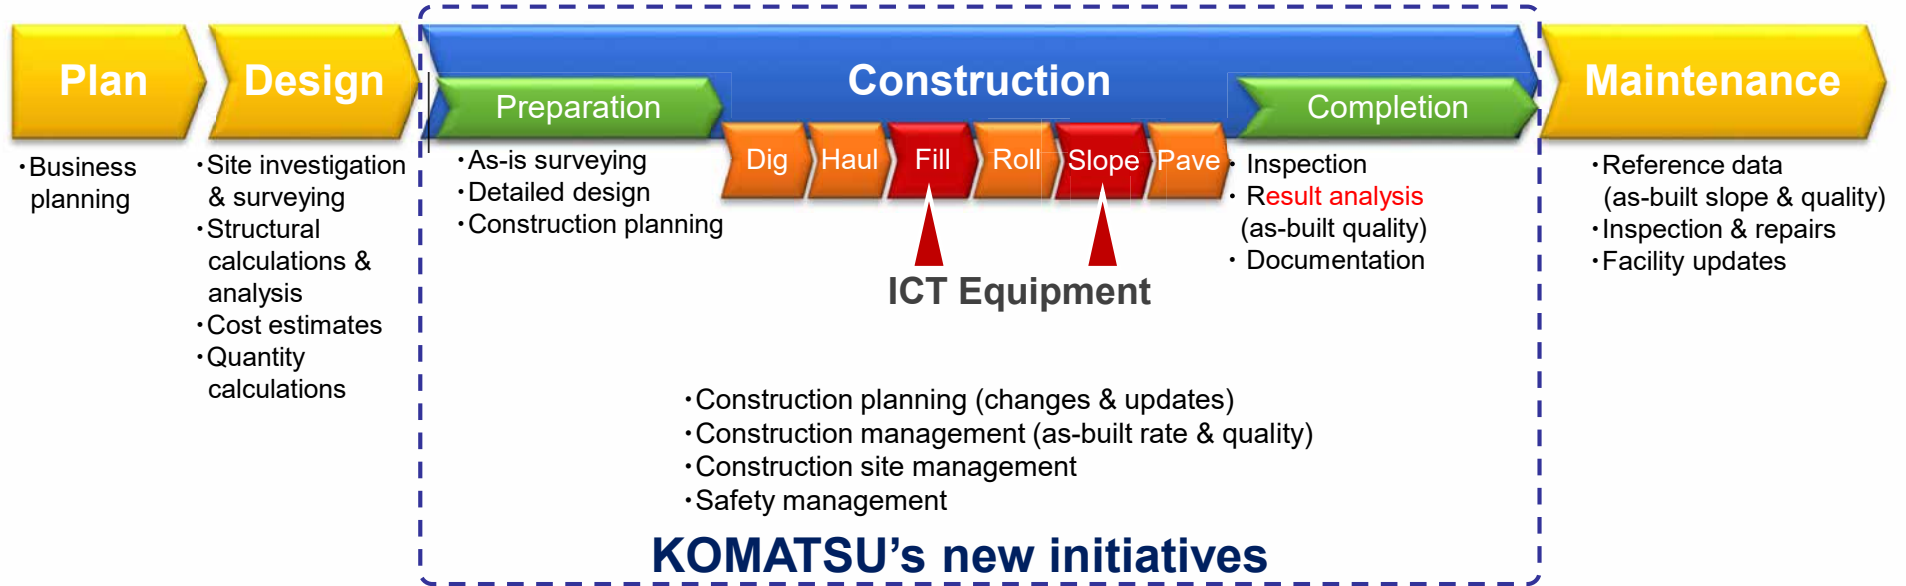 Plan
Design
Construction
Maintenance
Preparation
Completion
Dig
Haul
Fill
Roll
Slope
Pave
・Business
planning
・Site investigation
& surveying
・Structural
calculations &
analysis
・Cost estimates
・Quantity
calculations
・As-is surveying
・Detailed design
・Construction planning
ICT Equipment
・ Inspection
・ Result analysis
(as-built quality)
・ Documentation
・Reference data
(as-built slope & quality)
・Inspection & repairs
・Facility updates
・Construction planning (changes & updates)
・Construction management (as-built rate & quality)
・Construction site management
・Safety management
KOMATSU's new initiatives